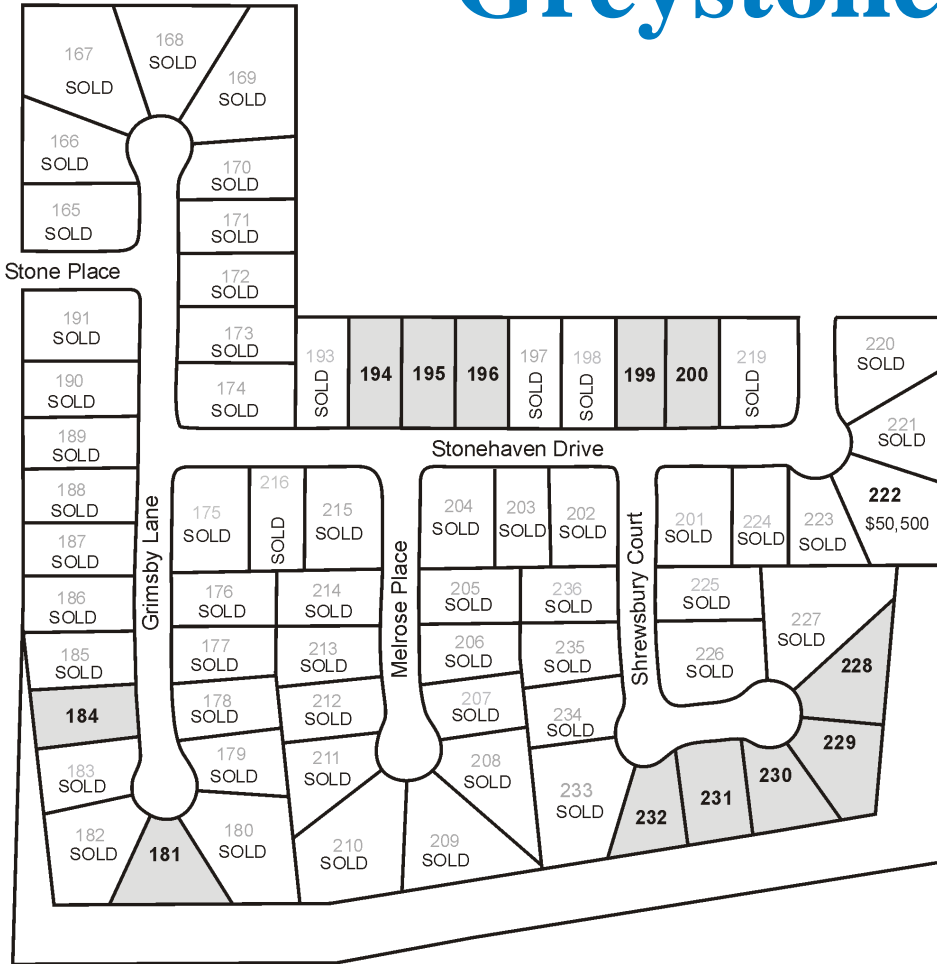 Greystone
167
SOLD
168
SOLD
169
SOLD
166
SOLD
170
SOLD
165
SOLD
171
SOLD
Stone Place
172
SOLD
191
SOLD
173
SOLD
193
SOLD
194
195
196
197
SOLD
198
SOLD
199
200
219
SOLD
220
SOLD
190
SOLD
174
SOLD
221
SOLD
189
SOLD
Stonehaven Drive
188
SOLD
175
SOLD
216
SOLD
215
SOLD
204
SOLD
203
SOLD
202
SOLD
201
SOLD
224
SOLD
223
SOLD
222
$50,500
187
SOLD
Grimsby Lane
Melrose Place
Shrewsbury Court
186
SOLD
176
SOLD
214
SOLD
205
SOLD
236
SOLD
225
SOLD
227
SOLD
185
SOLD
177
SOLD
213
SOLD
206
SOLD
235
SOLD
226
SOLD
228
184
178
SOLD
212
SOLD
207
SOLD
234
SOLD
229
183
SOLD
179
SOLD
211
SOLD
208
SOLD
233
SOLD
230
231
232
182
SOLD
181
180
SOLD
210
SOLD
209
SOLD